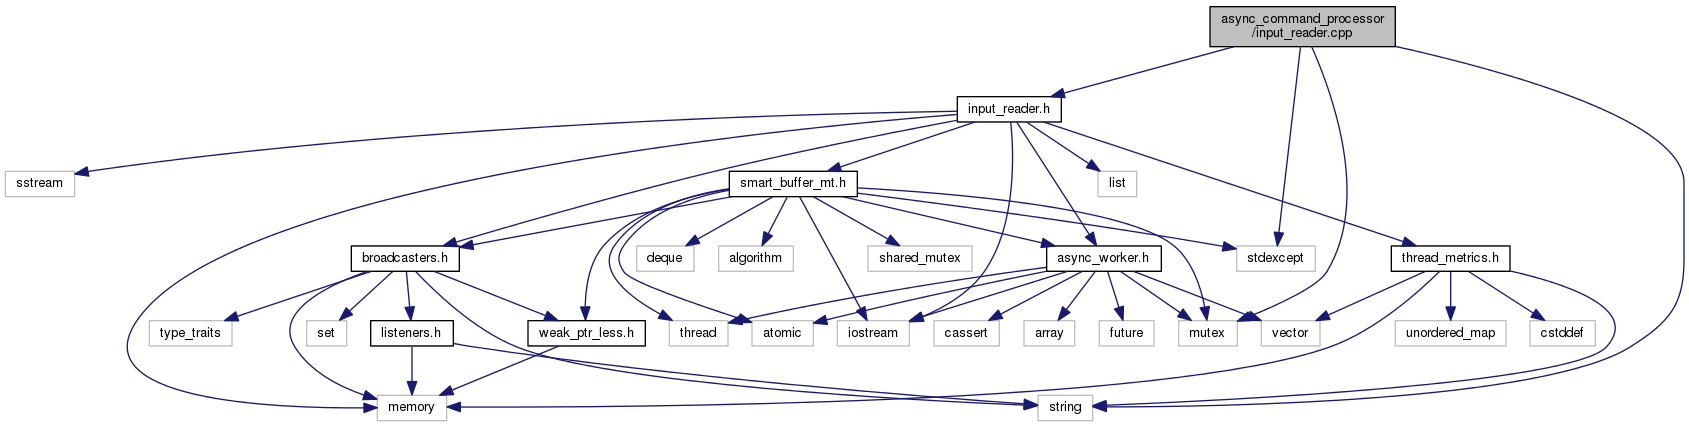 async_command_processor
/input_reader.cpp
input_reader.h
sstream
smart_buffer_mt.h
list
broadcasters.h
deque
algorithm
shared_mutex
async_worker.h
stdexcept
thread_metrics.h
type_traits
set
listeners.h
weak_ptr_less.h
thread
atomic
iostream
cassert
array
future
mutex
vector
unordered_map
cstddef
memory
string